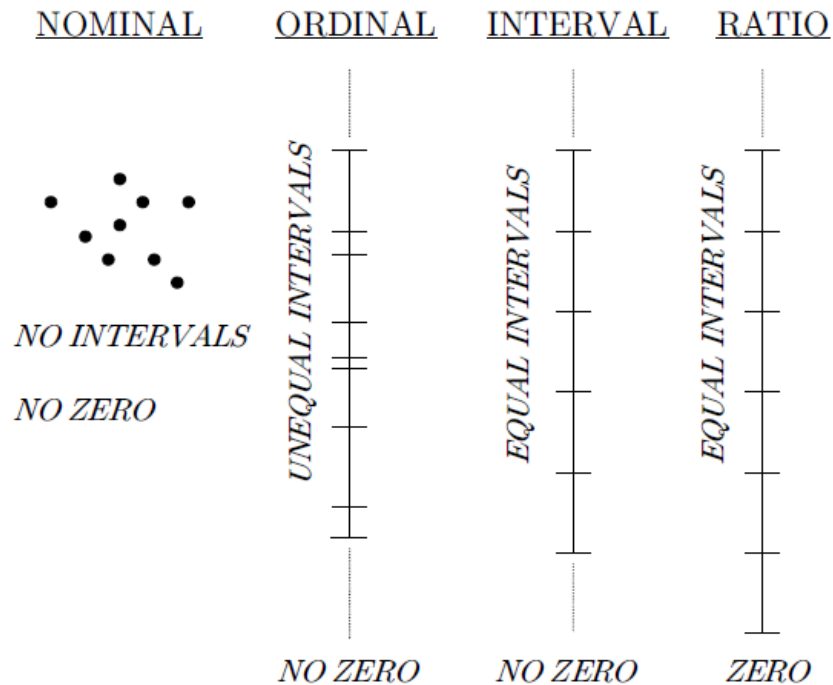 NOMINAL
ORDINAL
INTERVAL
RATIO
NO INTERVALS
NO ZERO
UNEQUAL INTERVALS
NO ZERO
EQUAL INTERVALS
NO ZERO
EQUAL INTERVALS
ZERO